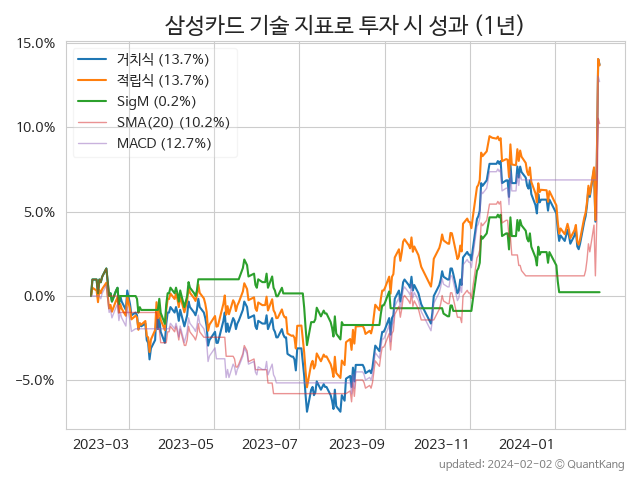 삼성카드 기술 지표로 투자 시 성과 (1년)
15.0%
10.0%
5.0%
0.0%
−5.0%
거치식 (13.7%)
적립식 (13.7%)
SigM (0.2%)
SMA(20) (10.2%)
MACD (12.7%)
2023-03 2023-05 2023-07 2023-09 2023-11 2024-01
updated: 2024-02-02 © QuantKang